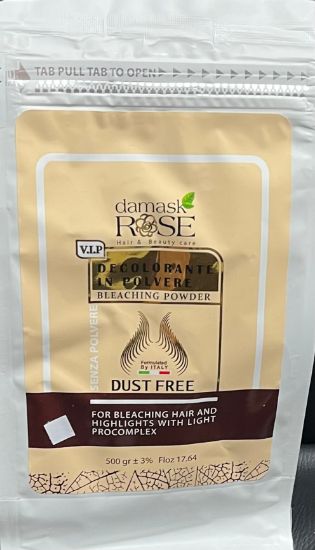 TAB PULL TAB TO OPEN
damask
ROSE
Hair & Beauty care
V.I.P
DECOLORANTE
IN POLVERE
BLEACHING POWDER
SENZA POLVERE
Formulated
By ITALY
DUST FREE
FOR BLEACHING HAIR AND
HIGHLIGHTS WITH LIGHT
PROCOMPLEX
500 gr ± 3% Floz 17.64